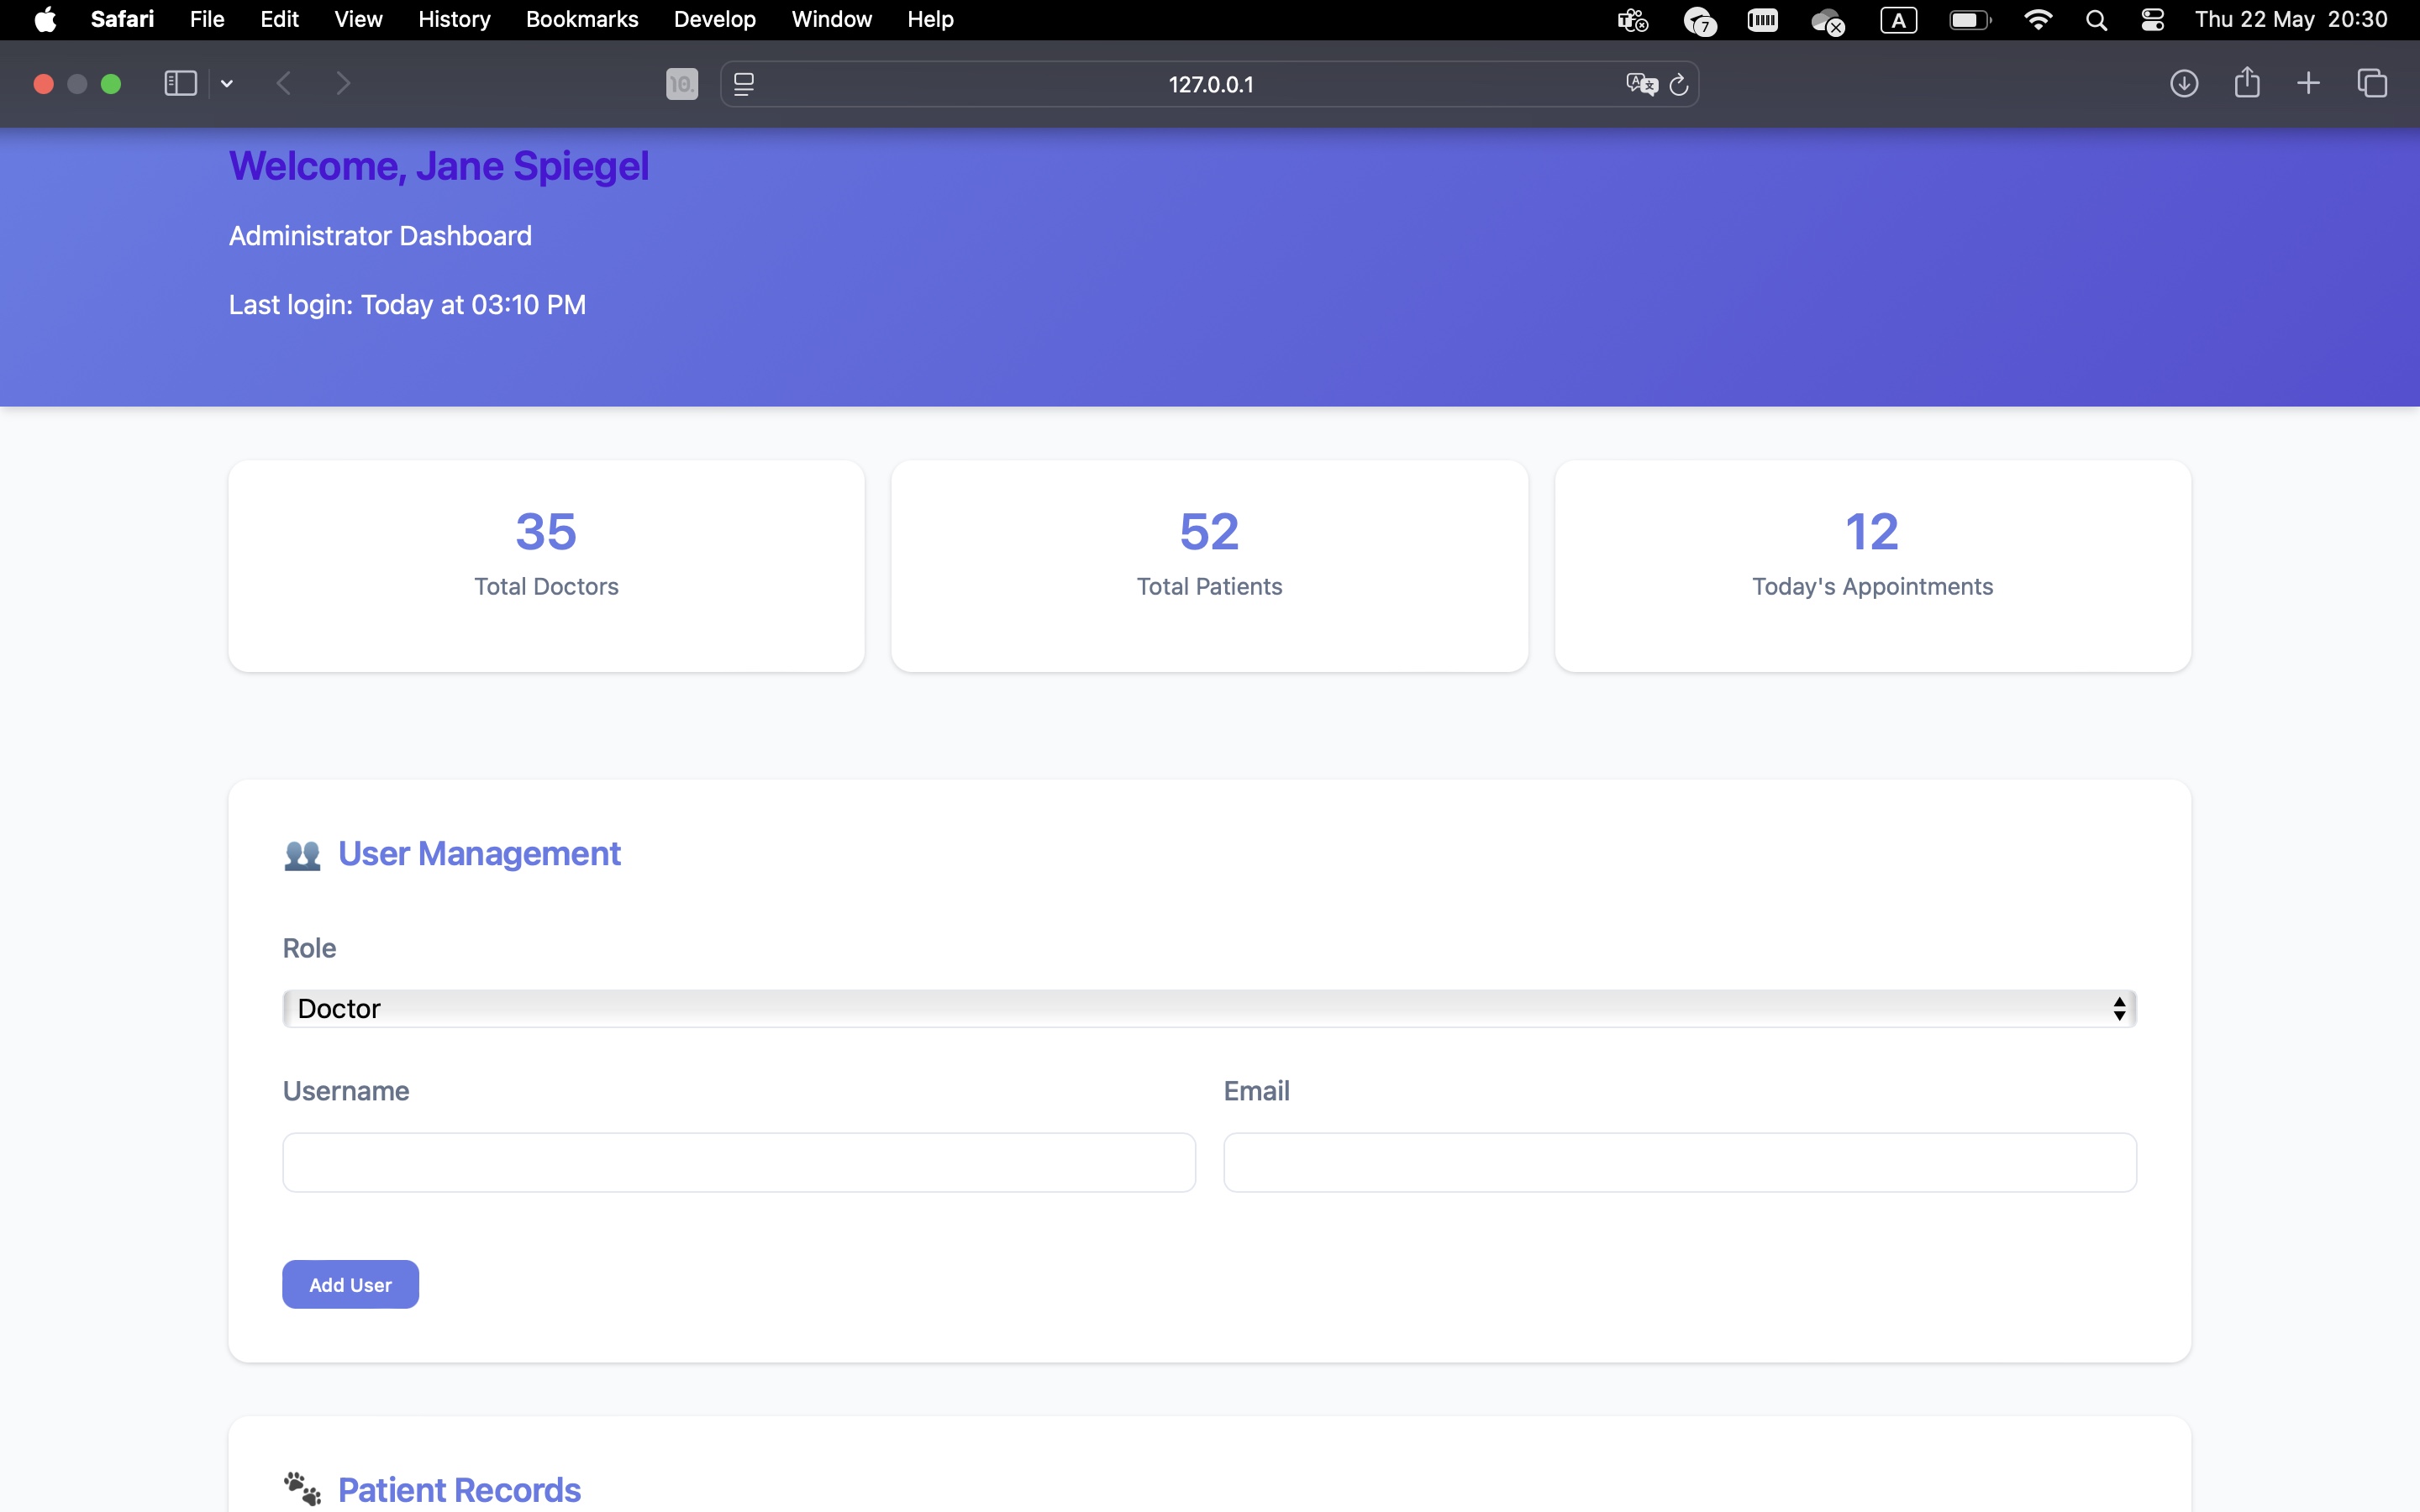 Safari File Edit View History Bookmarks Develop Window Help 7 A Thu 22 May 20:30
10. 127.0.0.1
Welcome, Jane Spiegel
Administrator Dashboard
Last login: Today at 03:10 PM
35 52 12
Total Doctors Total Patients Today's Appointments
👥 User Management
Role
Doctor
Username Email
Add User
🐾 Patient Records